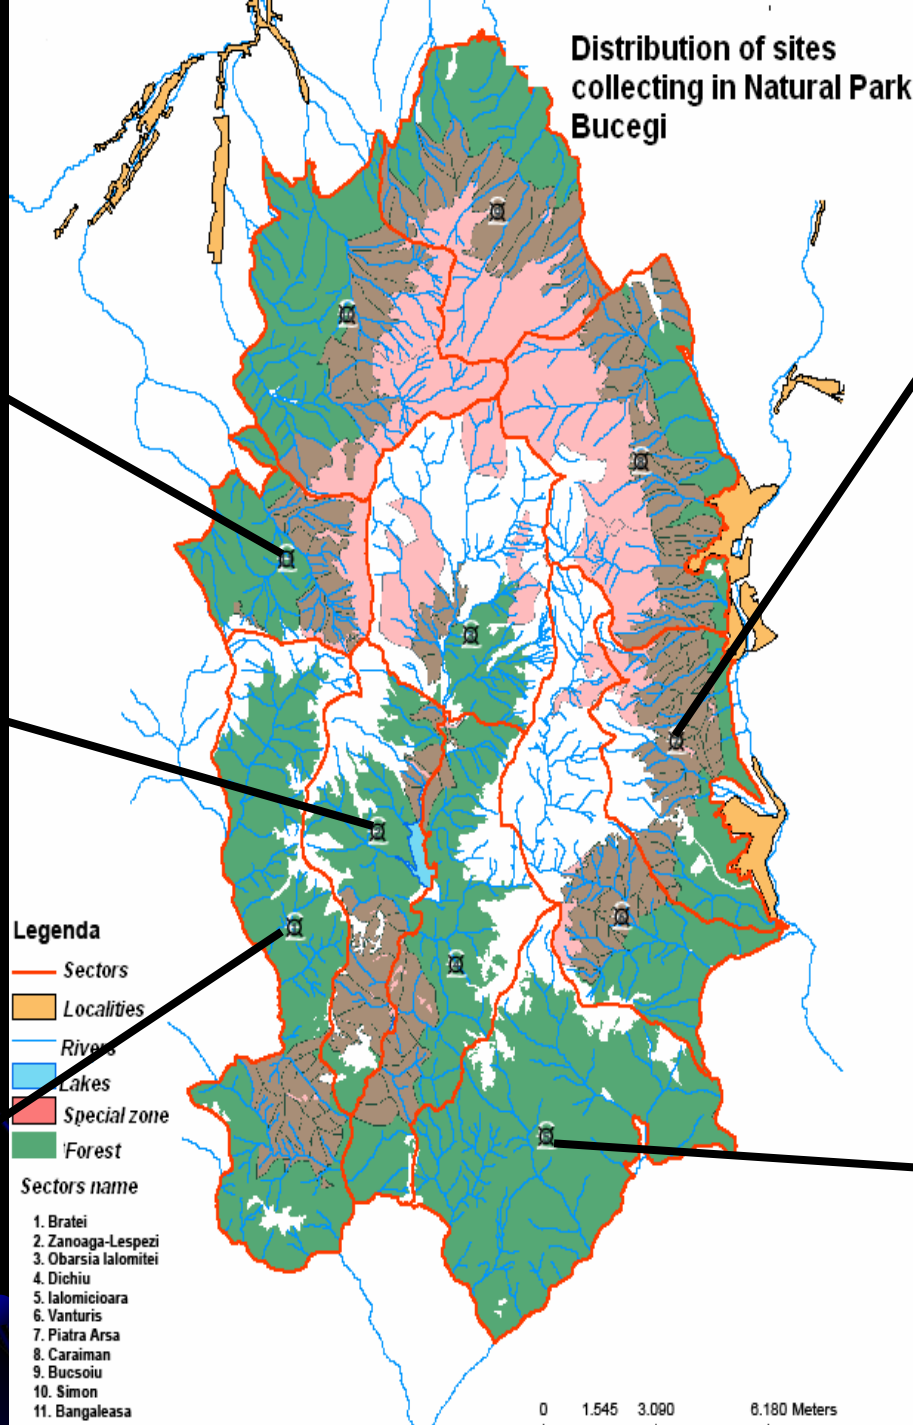 Distribution of sites
collecting in Natural Park
Bucegi
Legenda
Sectors
Localities
Rivers
Lakes
Special zone
'Forest
Sectors name
1. Bratei
2. Zanoaga-Lespezi
3. Obarsia Ialomitei
4. Dichiu
5. Ialomicioara
6. Vanturis
7. Piatra Arsa
8. Caraiman
9. Bucsoiu
10. Simon
11. Bangaleasa
0 1.545 3.090 6.180 Meters